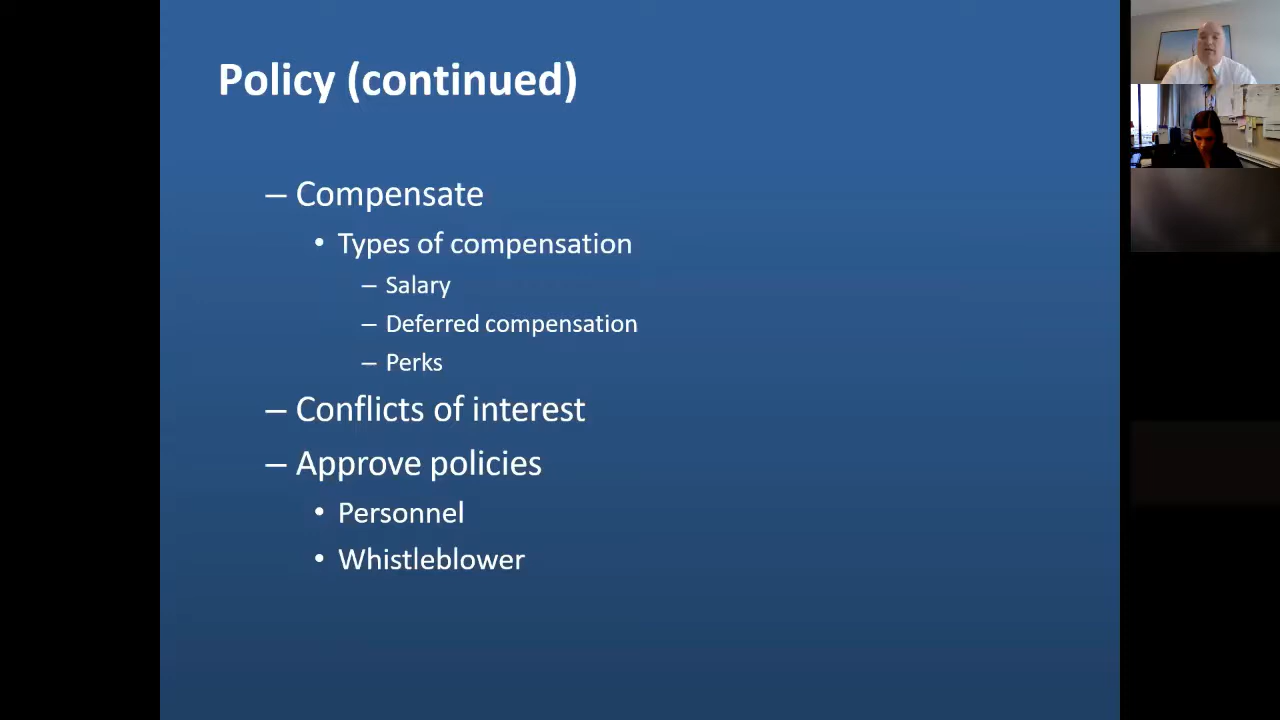 Policy (continued)
– Compensate
• Types of compensation
– Salary
– Deferred compensation
– Perks
– Conflicts of interest
– Approve policies
• Personnel
• Whistleblower